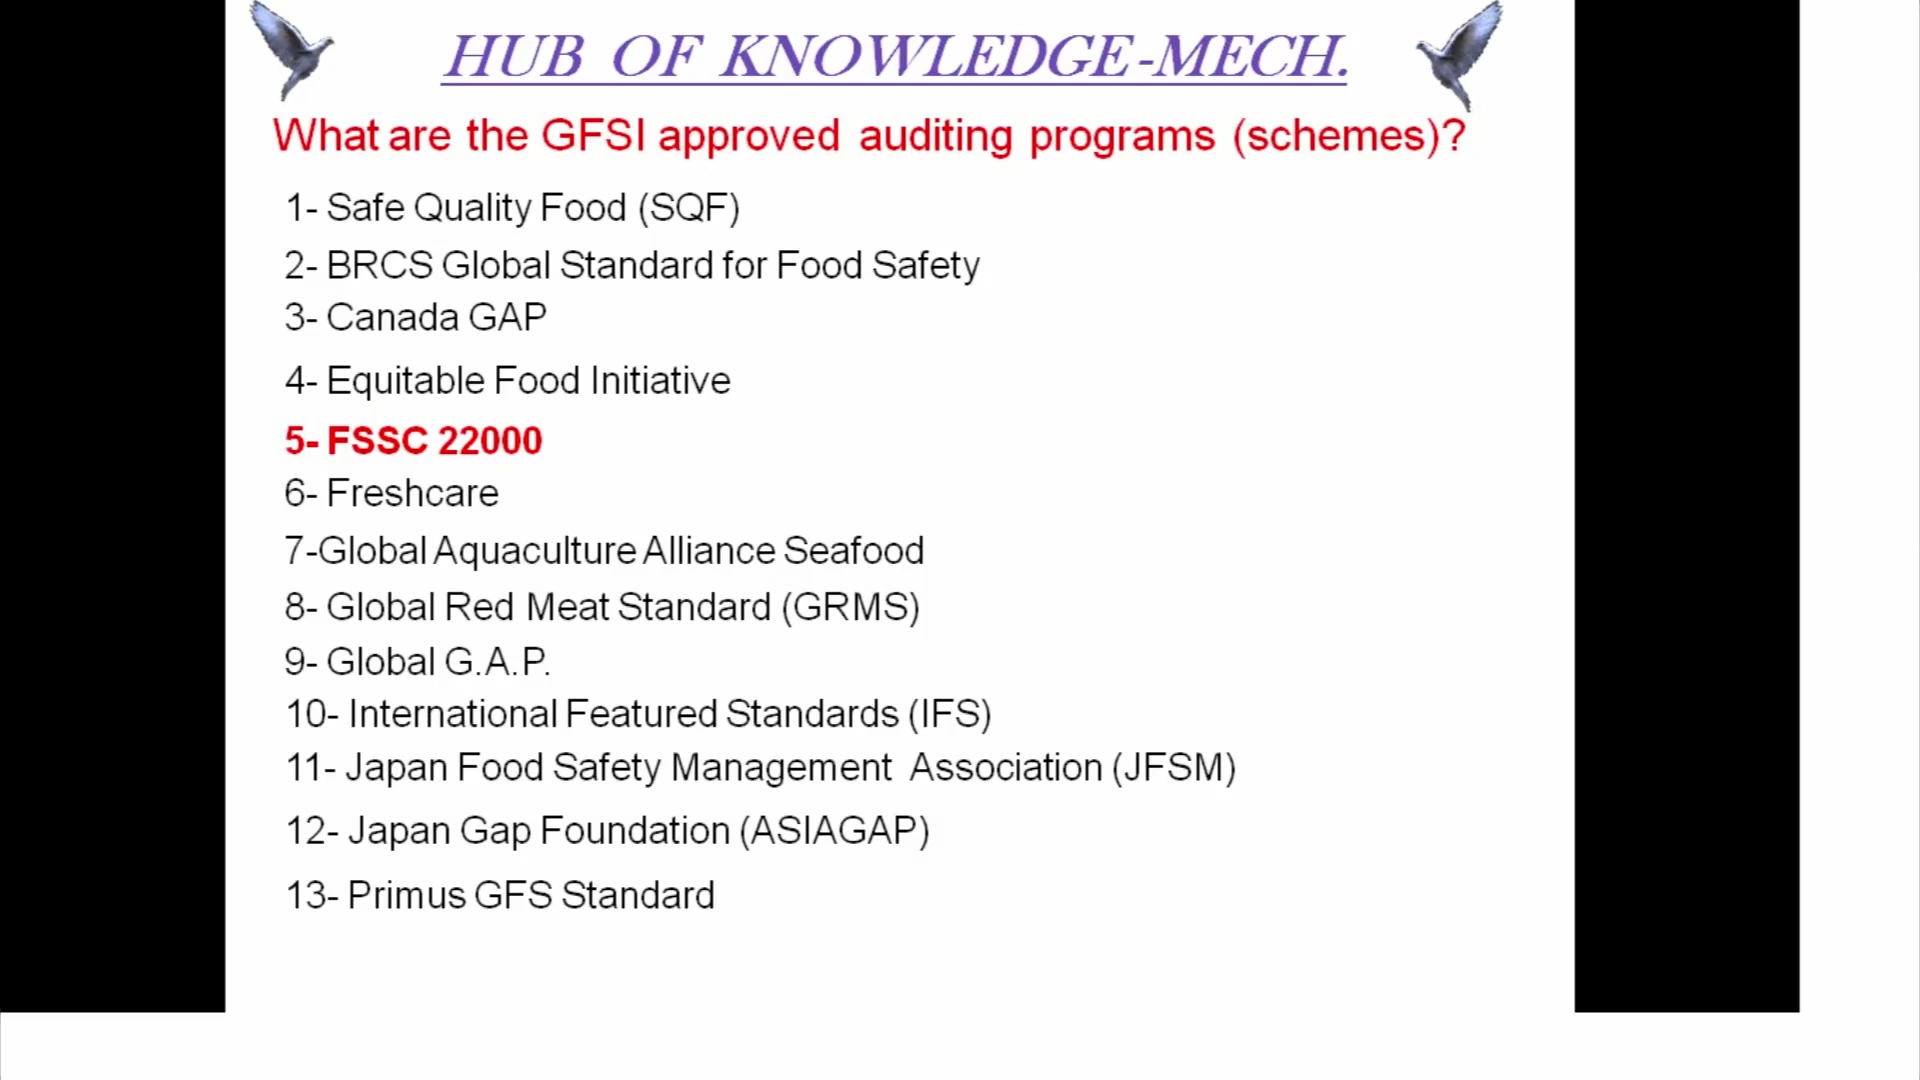 HUB OF KNOWLEDGE-MECH.
What are the GFSI approved auditing programs (schemes)?
1- Safe Quality Food (SQF)
2- BRCS Global Standard for Food Safety
3- Canada GAP
4- Equitable Food Initiative
5- FSSC 22000
6- Freshcare
7-Global Aquaculture Alliance Seafood
8- Global Red Meat Standard (GRMS)
9- Global G.A.P.
10- International Featured Standards (IFS)
11- Japan Food Safety Management Association (JFSM)
12- Japan Gap Foundation (ASIAGAP)
13- Primus GFS Standard